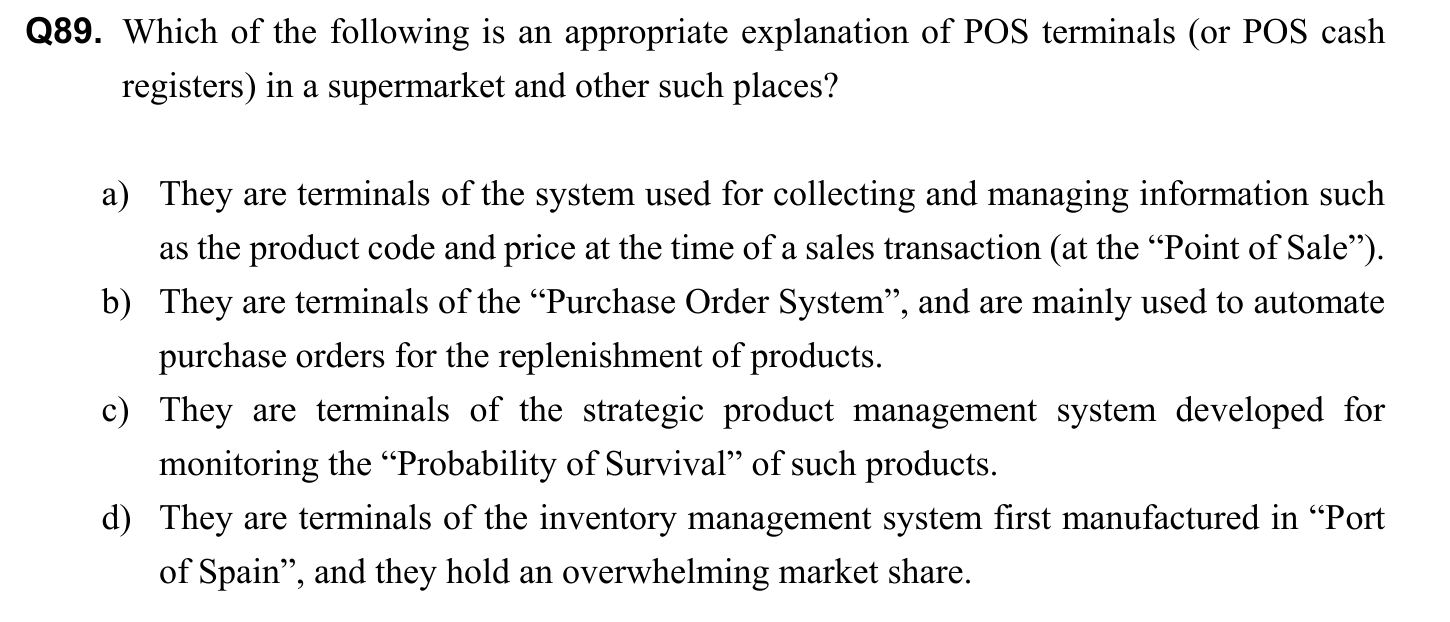 Q89. Which of the following is an appropriate explanation of POS terminals (or POS cash
registers) in a supermarket and other such places?
a) They are terminals of the system used for collecting and managing information such
as the product code and price at the time of a sales transaction (at the “Point of Sale”).
b) They are terminals of the “Purchase Order System”, and are mainly used to automate
purchase orders for the replenishment of products.
c) They are terminals of the strategic product management system developed for
monitoring the “Probability of Survival” of such products.
d) They are terminals of the inventory management system first manufactured in “Port
of Spain”, and they hold an overwhelming market share.